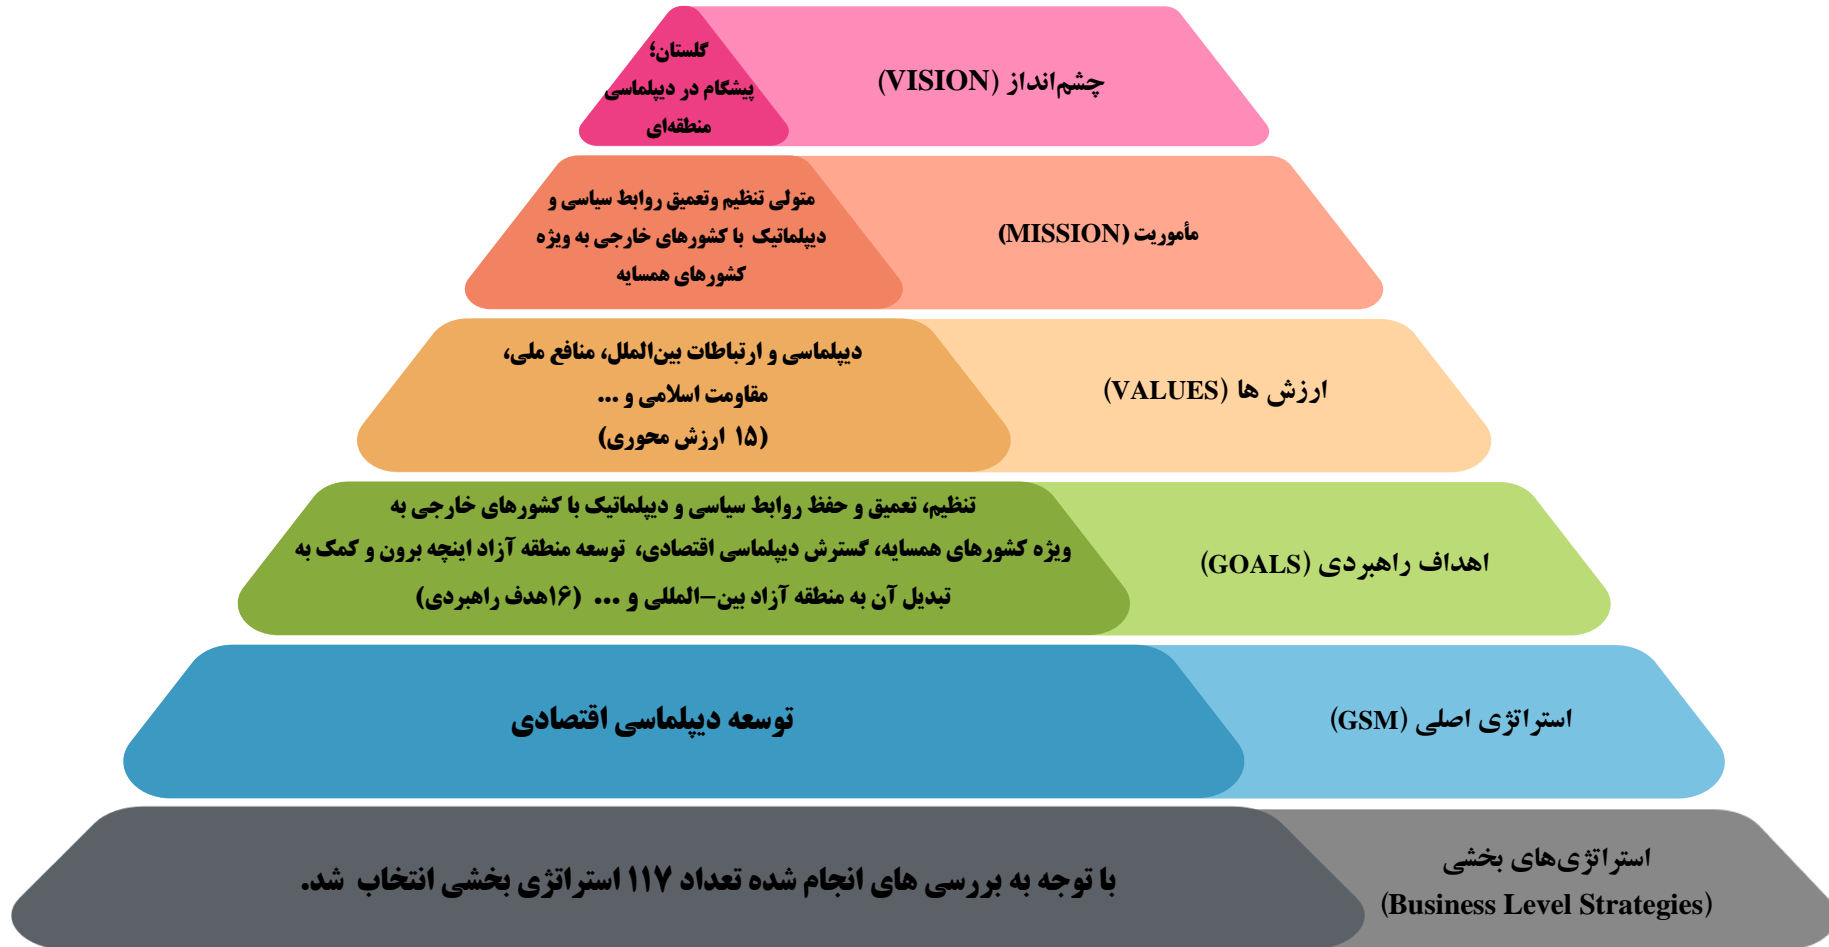 چشم‌انداز (VISION)
گلستان؛
پیشگام در دیپلماسی
منطقه‌ای
مأموریت (MISSION)
متولی تنظیم وتعمیق روابط سیاسی و
دیپلماتیک با کشورهای خارجی به ویژه
کشورهای همسایه
ارزش ها (VALUES)
دیپلماسی و ارتباطات بین‌الملل، منافع ملی،
مقاومت اسلامی و ...
(۱۵ ارزش محوری)
اهداف راهبردی (GOALS)
تنظیم، تعمیق و حفظ روابط سیاسی و دیپلماتیک با کشورهای خارجی به
ویژه کشورهای همسایه، گسترش دیپلماسی اقتصادی، توسعه منطقه آزاد اینچه برون و کمک به
تبدیل آن به منطقه آزاد بین-المللی و ... (۱۶هدف راهبردی)
استراتژی اصلی (GSM)
توسعه دیپلماسی اقتصادی
استراتژی‌های بخشی
(Business Level Strategies)
با توجه به بررسی های انجام شده تعداد ۱۱۷ استراتژی بخشی انتخاب شد.